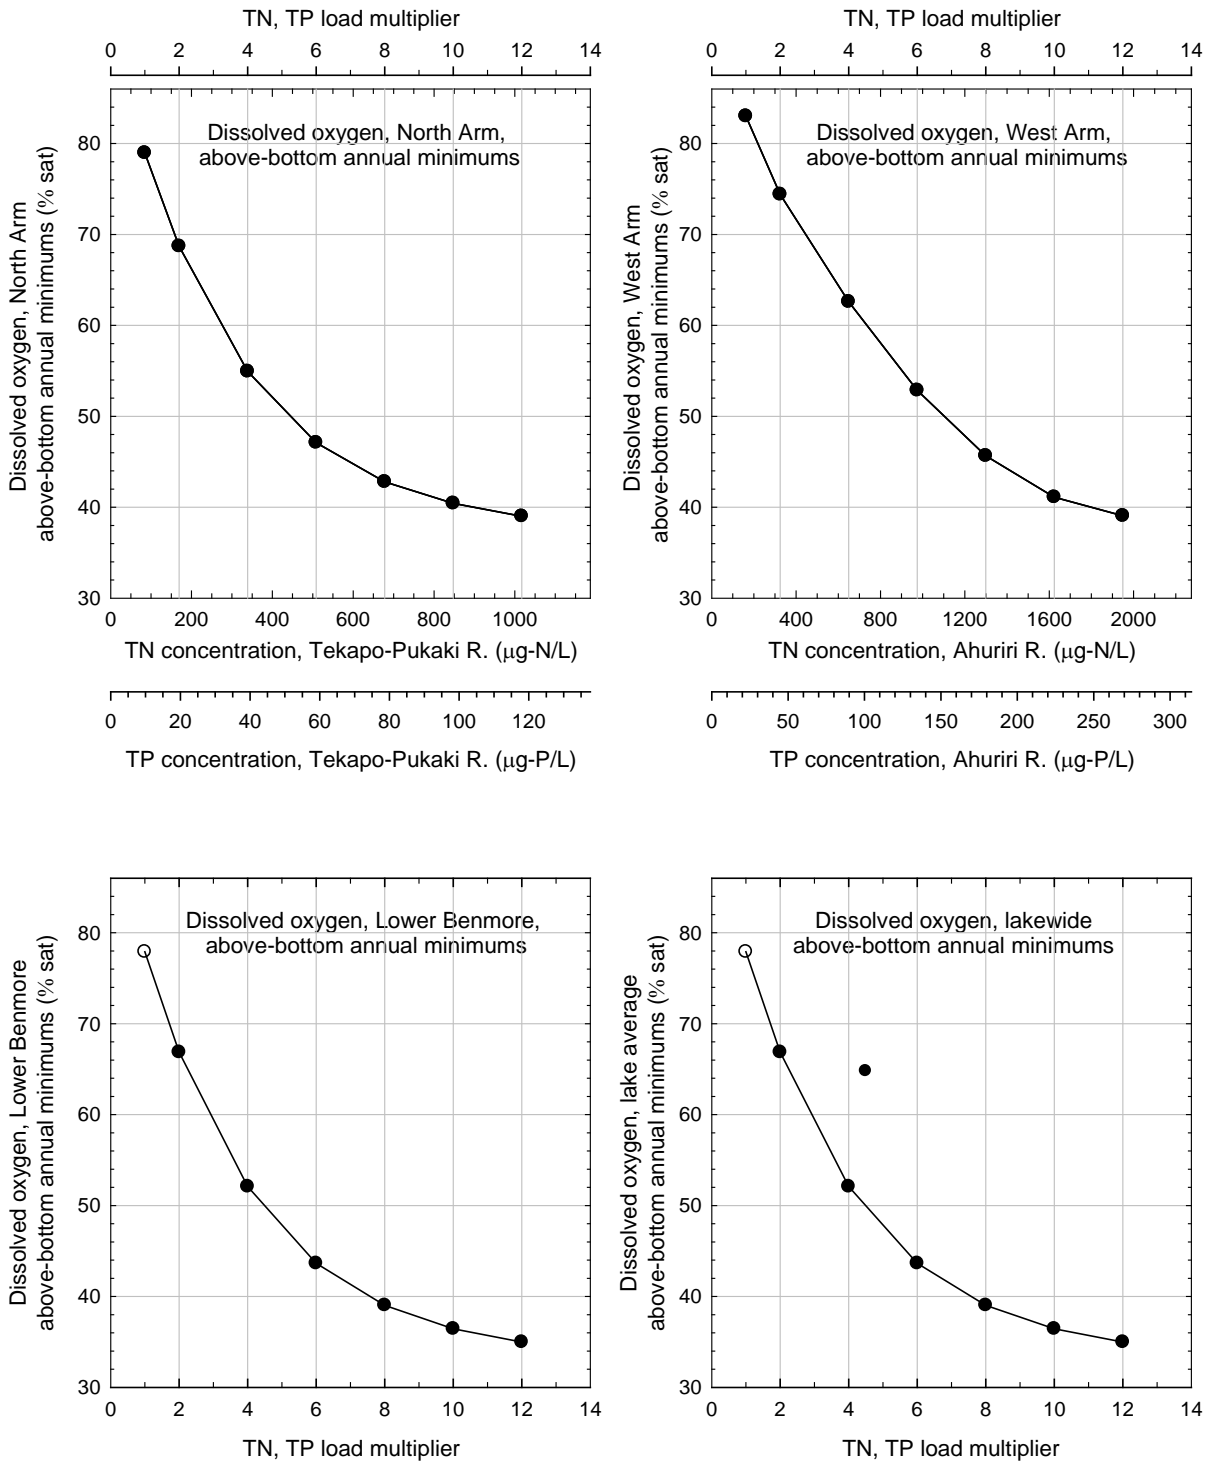 TN, TP load multiplier
0 2 4 6 8 10 12 14
Dissolved oxygen, North Arm,
above-bottom annual minimums
Dissolved oxygen, North Arm
above-bottom annual minimums (% sat)
80
70
60
50
40
30
0 200 400 600 800 1000
TN concentration, Tekapo-Pukaki R. (μg-N/L)
0 20 40 60 80 100 120
TP concentration, Tekapo-Pukaki R. (μg-P/L)
TN, TP load multiplier
0 2 4 6 8 10 12 14
Dissolved oxygen, West Arm,
above-bottom annual minimums
Dissolved oxygen, West Arm
above-bottom annual minimums (% sat)
80
70
60
50
40
30
0 400 800 1200 1600 2000
TN concentration, Ahuriri R. (μg-N/L)
0 50 100 150 200 250 300
TP concentration, Ahuriri R. (μg-P/L)
Dissolved oxygen, Lower Benmore,
above-bottom annual minimums
Dissolved oxygen, Lower Benmore
above-bottom annual minimums (% sat)
80
70
60
50
40
30
0 2 4 6 8 10 12 14
TN, TP load multiplier
Dissolved oxygen, lakewide
above-bottom annual minimums
Dissolved oxygen, lake average
above-bottom annual minimums (% sat)
80
70
60
50
40
30
0 2 4 6 8 10 12 14
TN, TP load multiplier